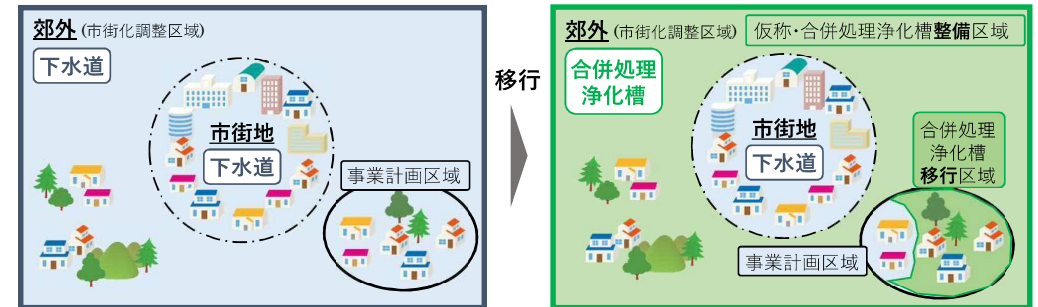 郊外 (市街化調整区域)
下水道
市街地
下水道
事業計画区域
移行
郊外 (市街化調整区域)
仮称・合併処理浄化槽整備区域
合併処理
浄化槽
市街地
下水道
合併処理
浄化槽
移行区域
事業計画区域